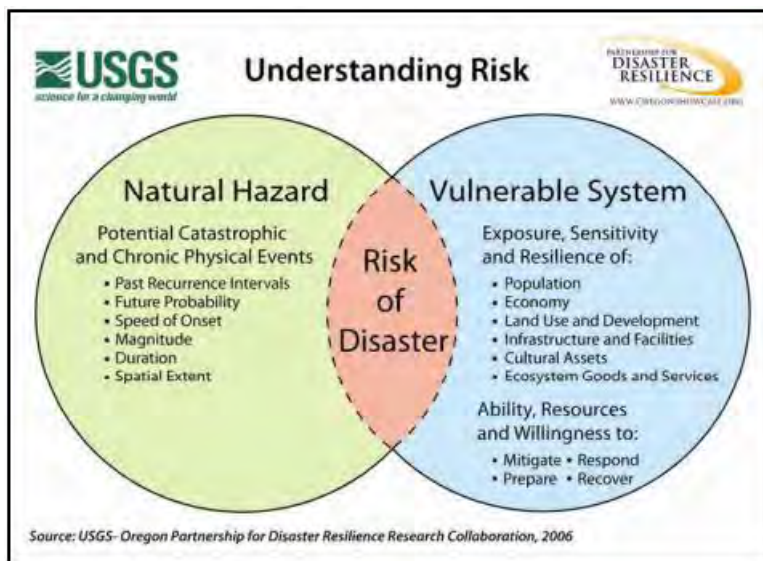 USGS
science for a changing world
Understanding Risk
PARTNERSHIP FOR
DISASTER
RESILIENCE
WWW.OREGONSHOWCASE.ORG
Natural Hazard
Potential Catastrophic
and Chronic Physical Events
• Past Recurrence Intervals
• Future Probability
• Speed of Onset
• Magnitude
• Duration
• Spatial Extent
Risk
of
Disaster
Vulnerable System
Exposure, Sensitivity
and Resilience of:
• Population
• Economy
• Land Use and Development
• Infrastructure and Facilities
• Cultural Assets
• Ecosystem Goods and Services
Ability, Resources
and Willingness to:
• Mitigate • Respond
• Prepare • Recover
Source: USGS- Oregon Partnership for Disaster Resilience Research Collaboration, 2006